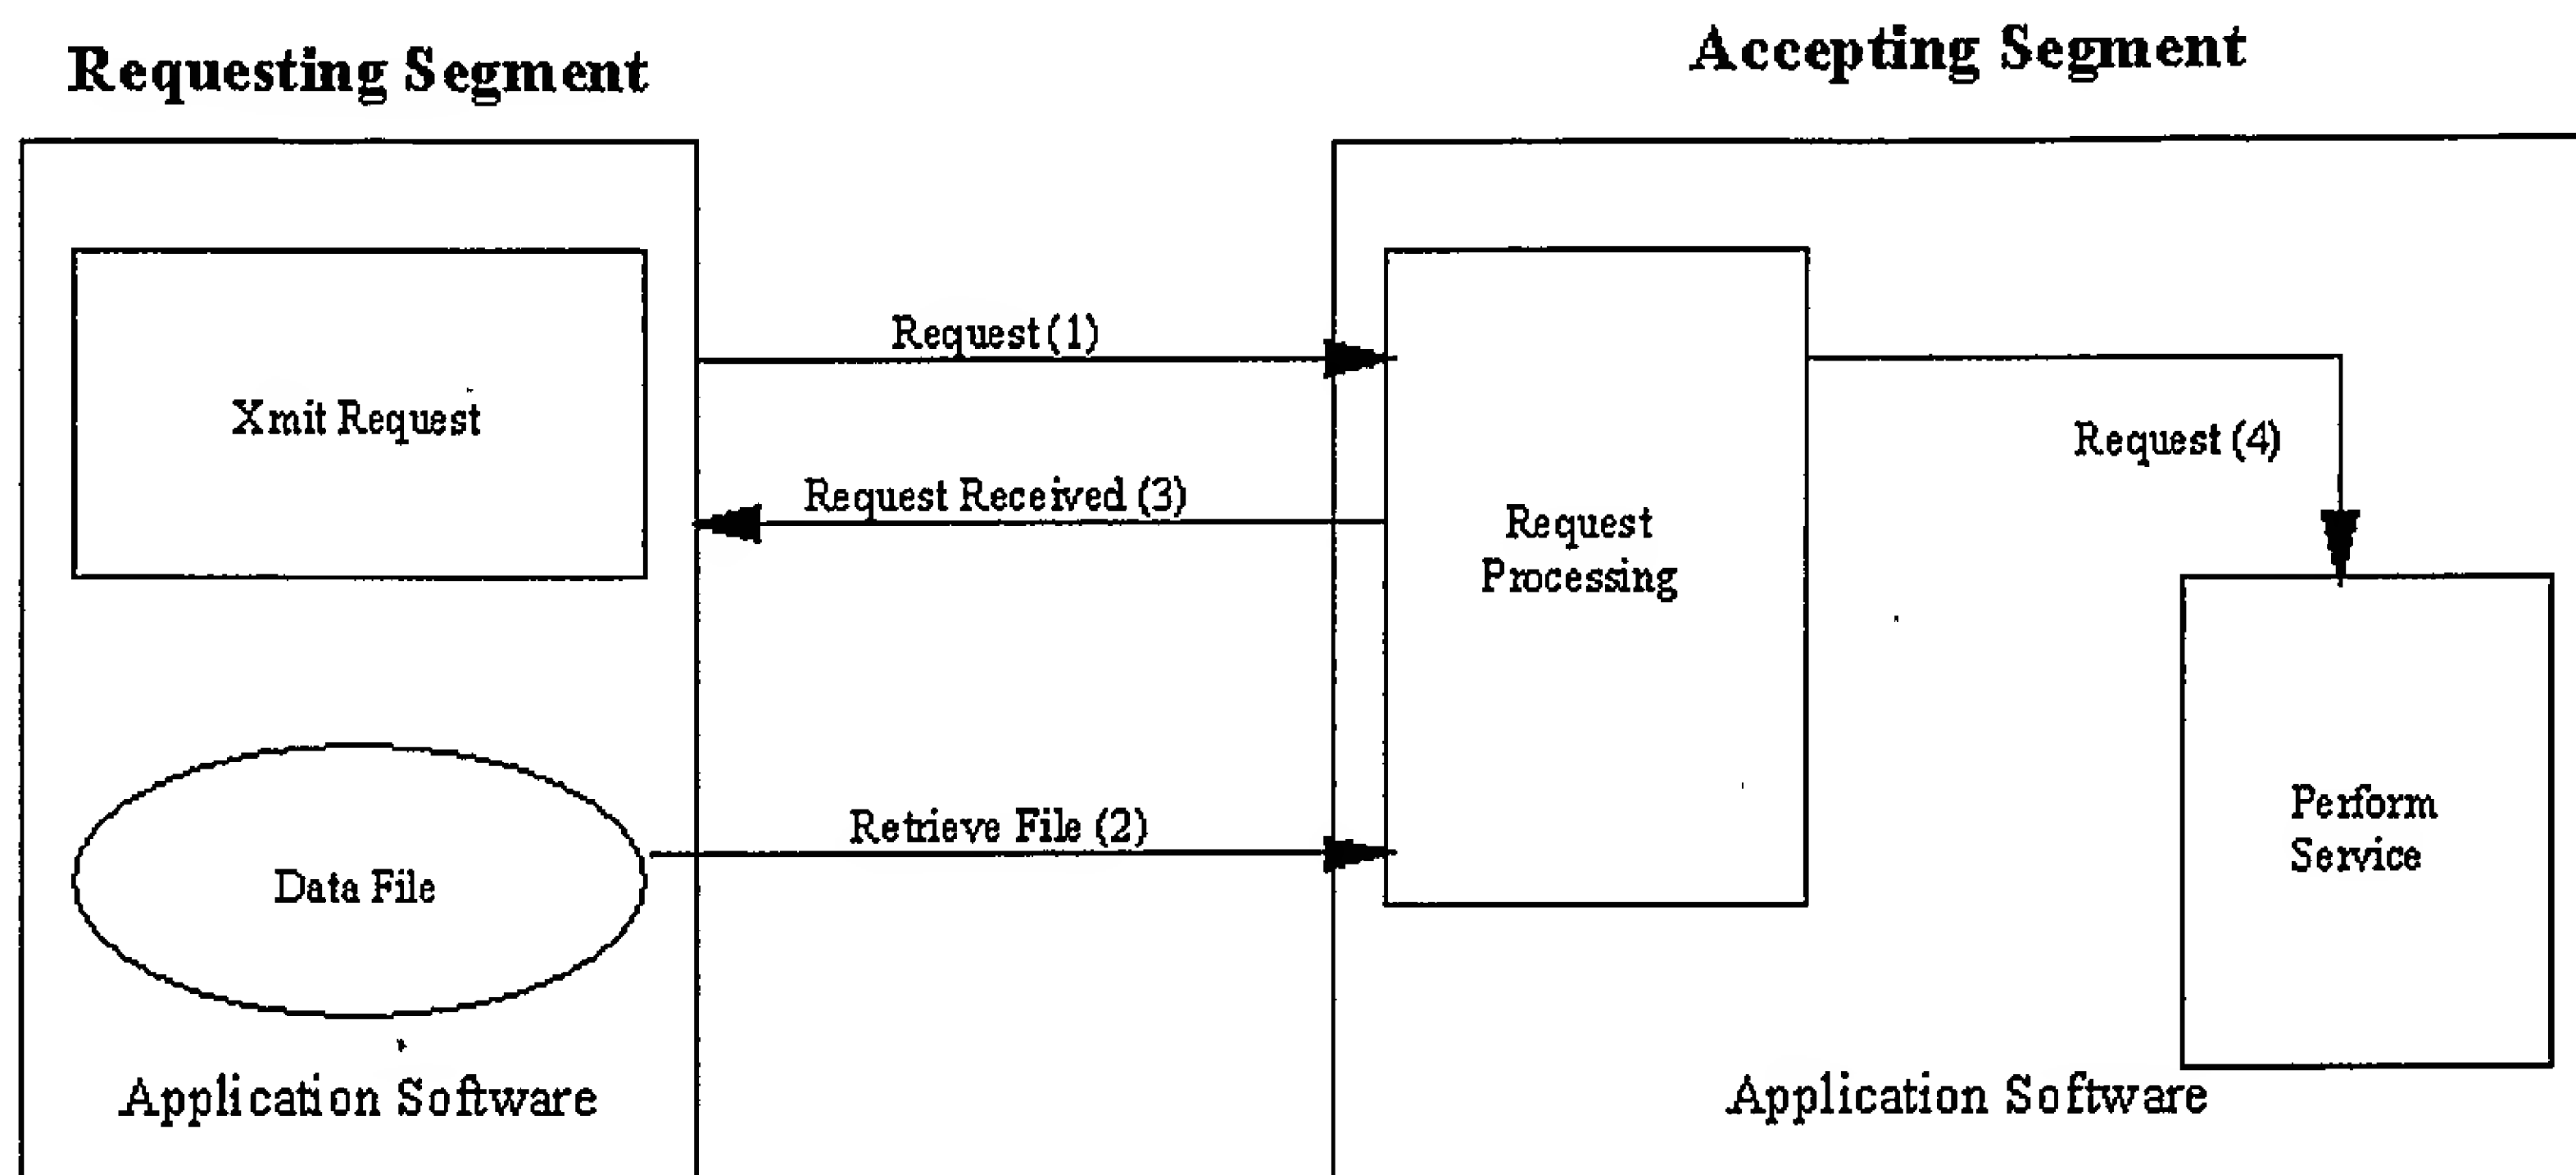 Requesting Segment
Accepting Segment
Request (1)
Xmit Request
Request (4)
Request Received (3)
Request
Processing
Retrieve File (2)
Perform
Service
Data File
Application Software
Application Software